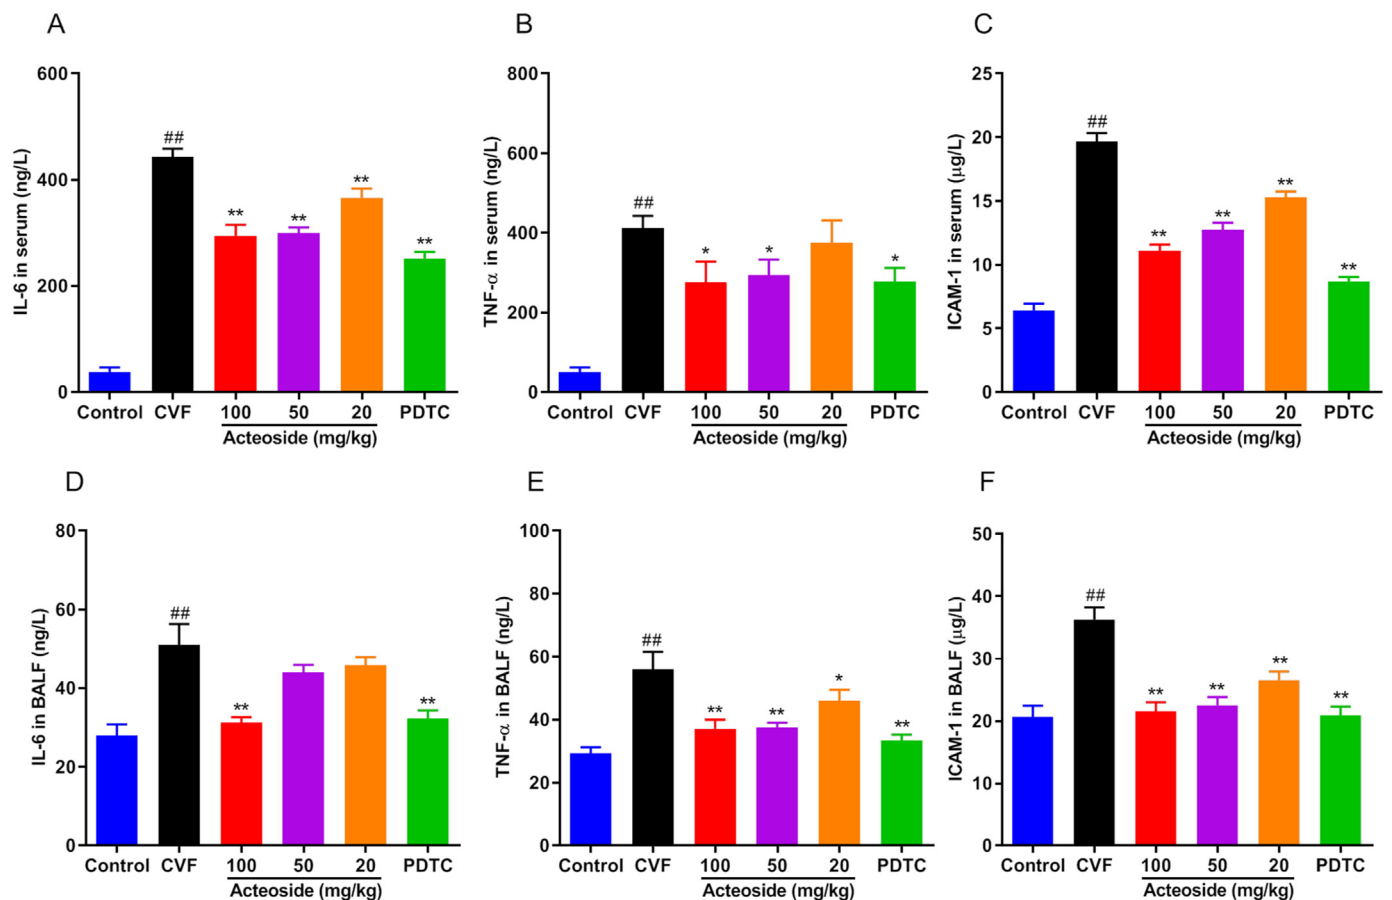 A
IL-6 in serum (ng/L)
600
400
200
0
##
**
**
**
**
Control CVF 100 50 20 PDTC
Acteoside (mg/kg)
B
TNF-α in serum (ng/L)
800
600
400
200
0
##
*
*
*
Control CVF 100 50 20 PDTC
Acteoside (mg/kg)
C
ICAM-1 in serum (μg/L)
25
20
15
10
5
0
##
**
**
**
**
Control CVF 100 50 20 PDTC
Acteoside (mg/kg)
D
IL-6 in BALF (ng/L)
80
60
40
20
0
##
**
**
Control CVF 100 50 20 PDTC
Acteoside (mg/kg)
E
TNF-α in BALF (ng/L)
100
80
60
40
20
0
##
**
**
*
**
Control CVF 100 50 20 PDTC
Acteoside (mg/kg)
F
ICAM-1 in BALF (μg/L)
50
40
30
20
10
0
##
**
**
**
**
Control CVF 100 50 20 PDTC
Acteoside (mg/kg)